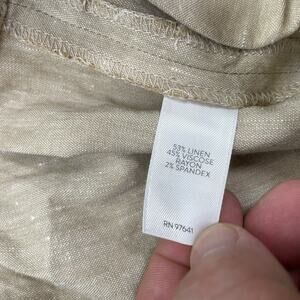 53% LINEN
45% VISCOSE
RAYON
2% SPANDEX
RN 97641